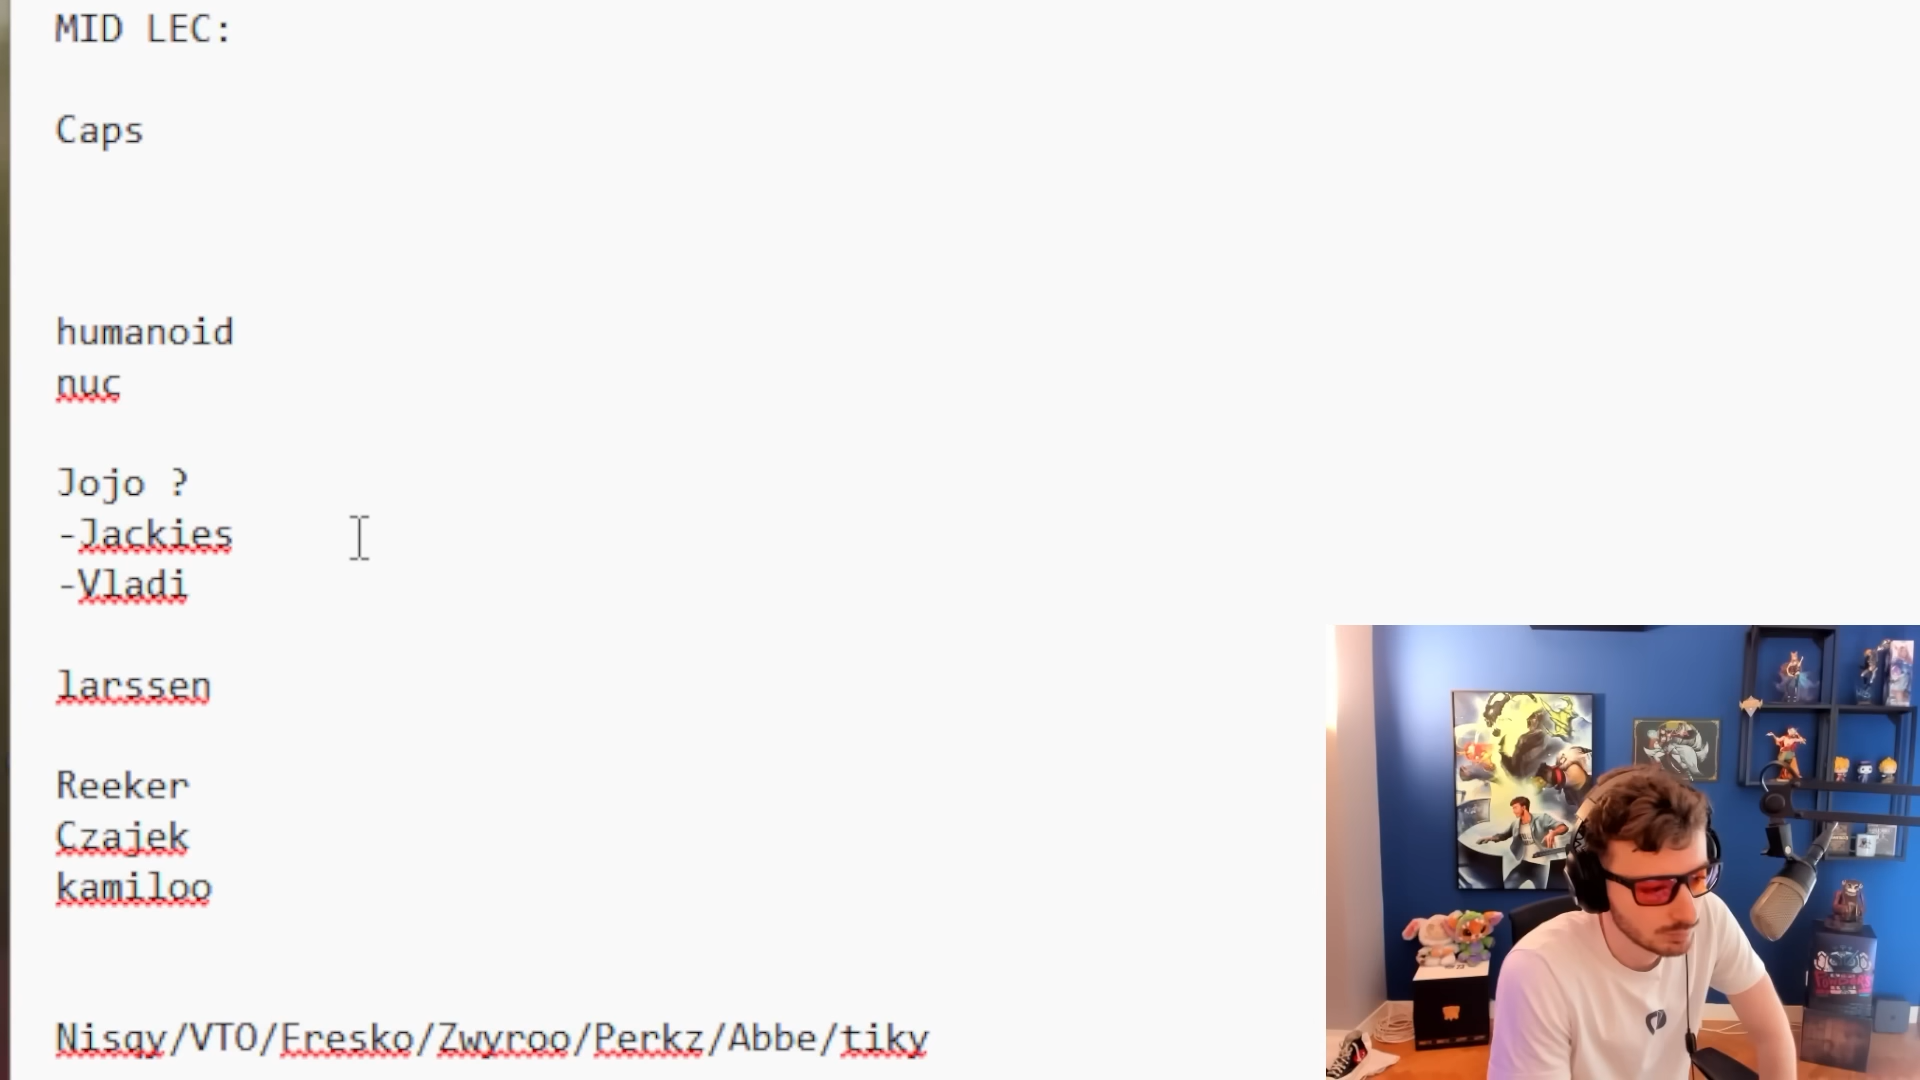 MID LEC:
Caps
humanoid
nuc
Jojo ?
-Jackies
-Vladi
larssen
Reeker
Czajek
kamiloo
Nisqy/VTO/Fresko/Zwyroo/Perkz/Abbe/tiky